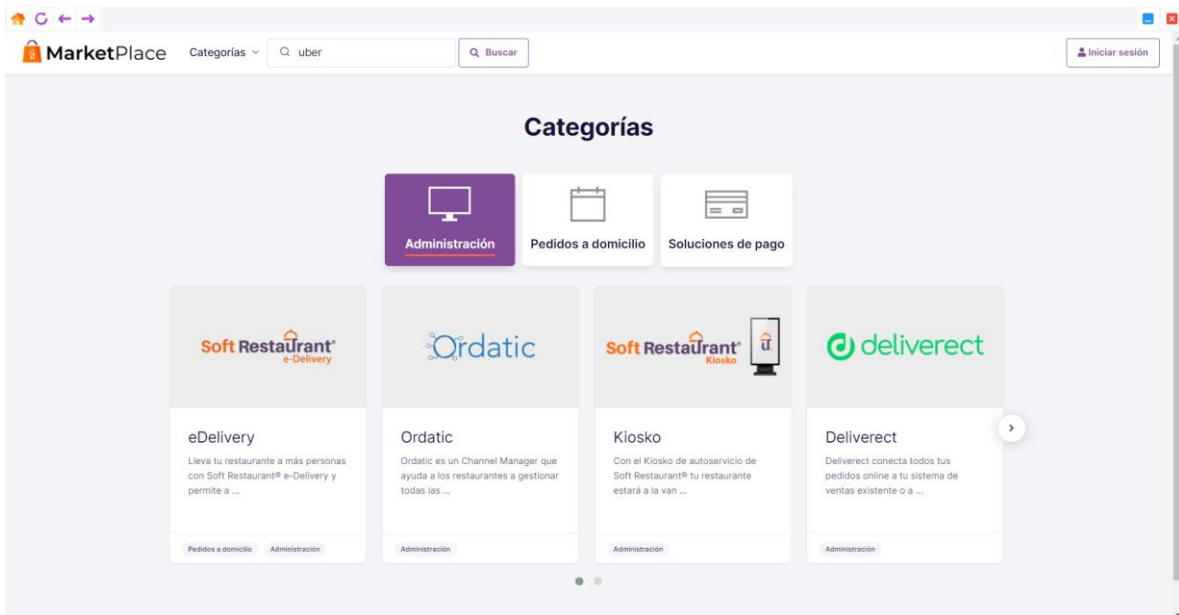 MarketPlace
Categorías
uber
Buscar
Iniciar sesión
Categorías
Administración
Pedidos a domicilio
Soluciones de pago
Soft Restaurant®
e-Delivery
Ordatic
Soft Restaurant®
Kiosko
deliverect
eDelivery
Lleva tu restaurante a más personas
con Soft Restaurant® e-Delivery y
permite a ...
Pedidos a domicilio
Administración
Ordatic
Ordatic es un Channel Manager que
ayuda a los restaurantes a gestionar
todas las ...
Administración
Kiosko
Con el Kiosko de autoservicio de
Soft Restaurant® tu restaurante
estará a la van ...
Administración
Deliverect
Deliverect conecta todos tus
pedidos online a tu sistema de
ventas existente o a ...
Administración